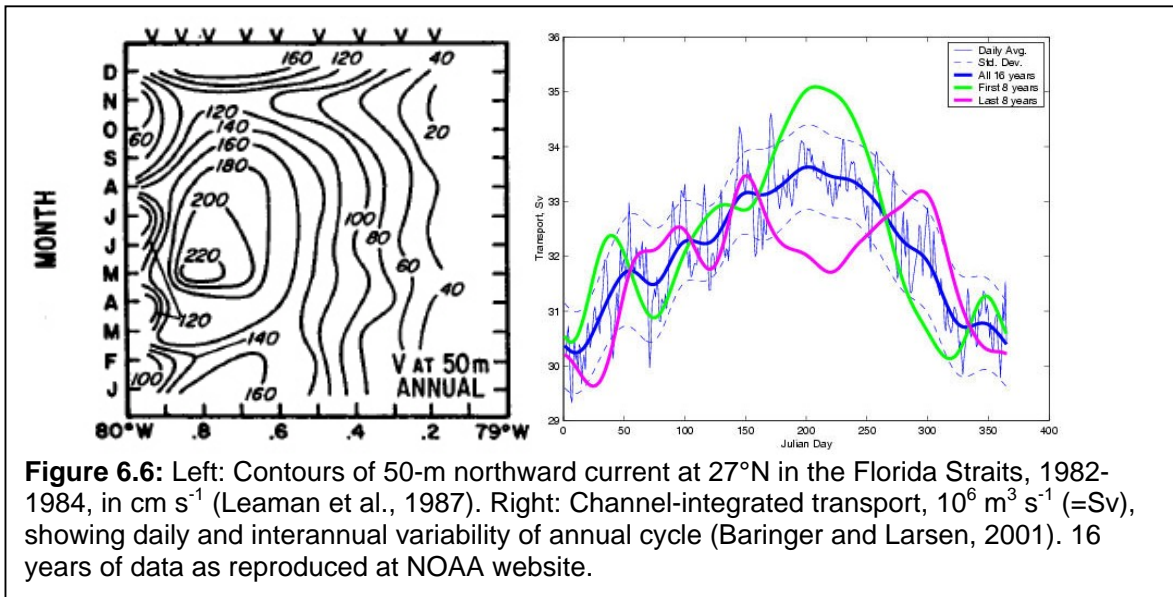 V V V V V V V V
D
N
O
S
A
J
J
M
A
M
F
J
MONTH
160 120 40
60
120
140
160
180
20
200
100
80
220
60
40
120
140
100
160
V AT 50m
ANNUAL
80°W .8 .6 .4 .2 79°W
36
35
34
33
32
31
30
29
Transport, Sv
0 50 100 150 200 250 300 350 400
Julian Day
Daily Avg.
Std. Dev.
All 16 years
First 8 years
Last 8 years
Figure 6.6: Left: Contours of 50-m northward current at 27°N in the Florida Straits, 1982-
1984, in cm s⁻¹ (Leaman et al., 1987). Right: Channel-integrated transport, 10⁶ m³ s⁻¹ (=Sv),
showing daily and interannual variability of annual cycle (Baringer and Larsen, 2001). 16
years of data as reproduced at NOAA website.